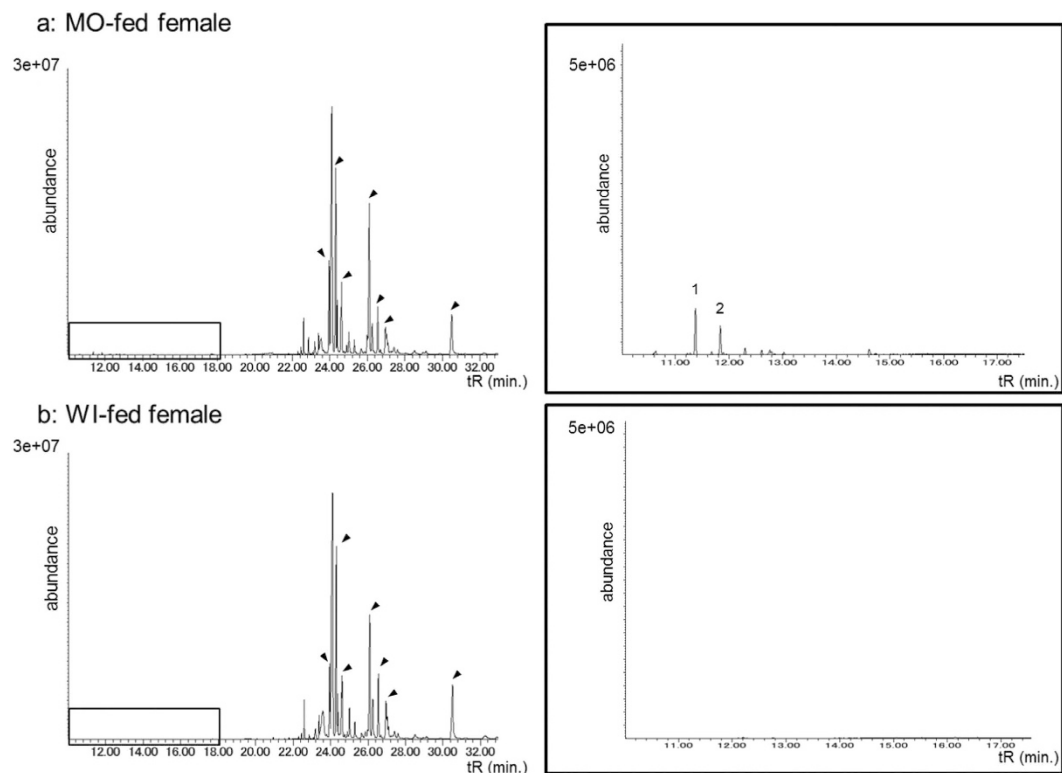 a: MO-fed female
3e+07
abundance
12.00 14.00 16.00 18.00 20.00 22.00 24.00 26.00 28.00 30.00 32.00
tR (min.)
5e+06
abundance
1
2
11.00 12.00 13.00 14.00 15.00 16.00 17.00
tR (min.)
b: WI-fed female
3e+07
abundance
12.00 14.00 16.00 18.00 20.00 22.00 24.00 26.00 28.00 30.00 32.00
tR (min.)
5e+06
abundance
11.00 12.00 13.00 14.00 15.00 16.00 17.00
tR (min.)